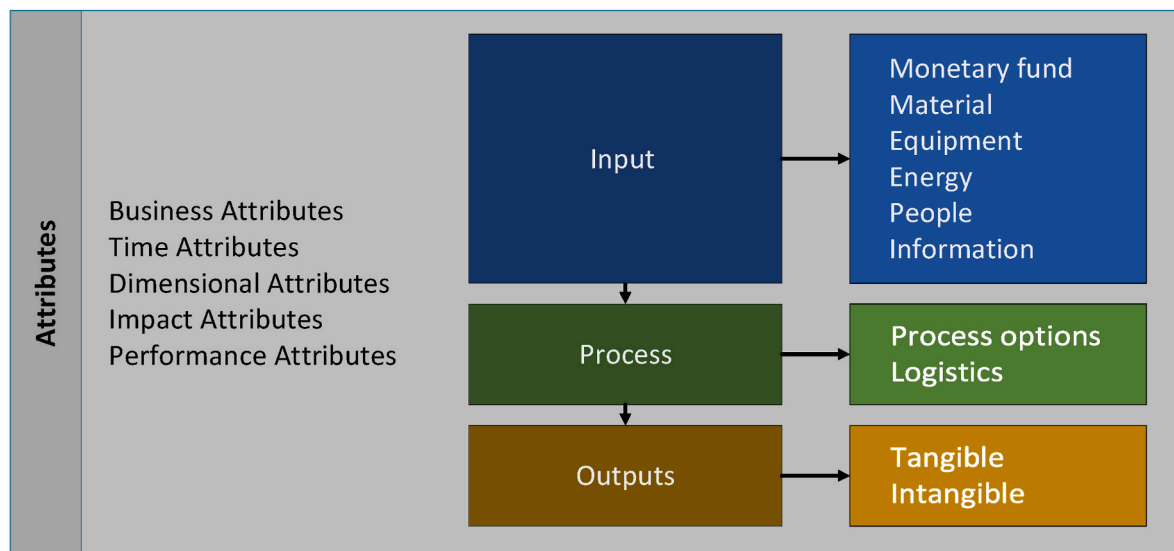 Attributes
Business Attributes
Time Attributes
Dimensional Attributes
Impact Attributes
Performance Attributes
Input
Monetary fund
Material
Equipment
Energy
People
Information
Process
Process options
Logistics
Outputs
Tangible
Intangible